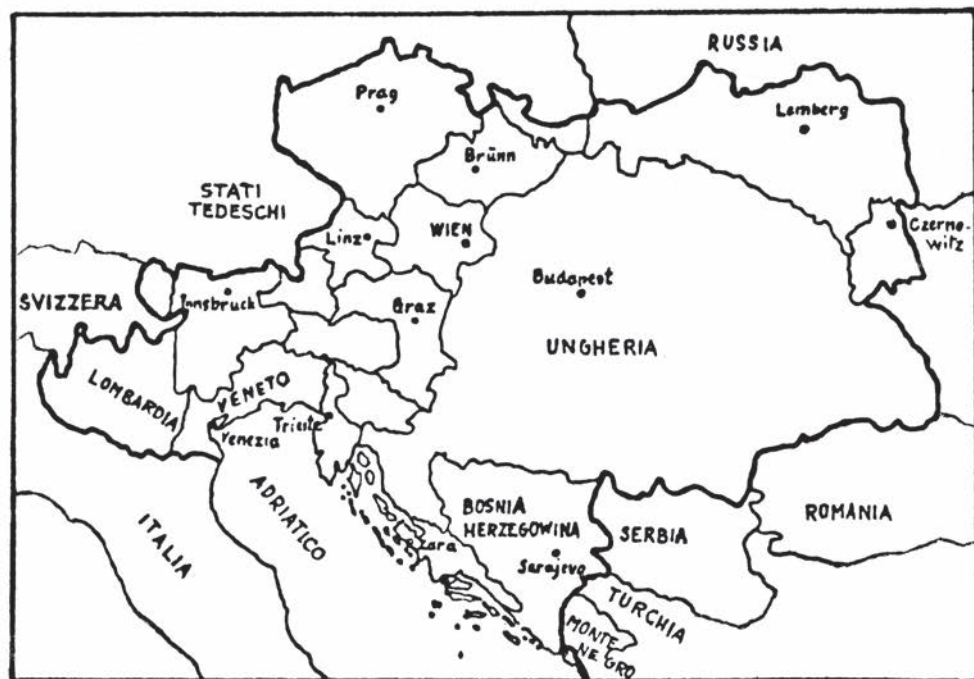 RUSSIA
Prag
Lemberg
Brünn
STATI
TEDESCHI
Linz
WIEN
Czerno-
witz
SVIZZERA
Innsbruck
Budapest
Graz
UNGHERIA
LOMBARDIA
VENETO
Venezia
Trieste
ADRIATICO
ITALIA
BOSNIA
HERZEGOWINA
SERBIA
ROMANIA
Zara
Sarajevo
TURCHIA
MONTE
NEGRO